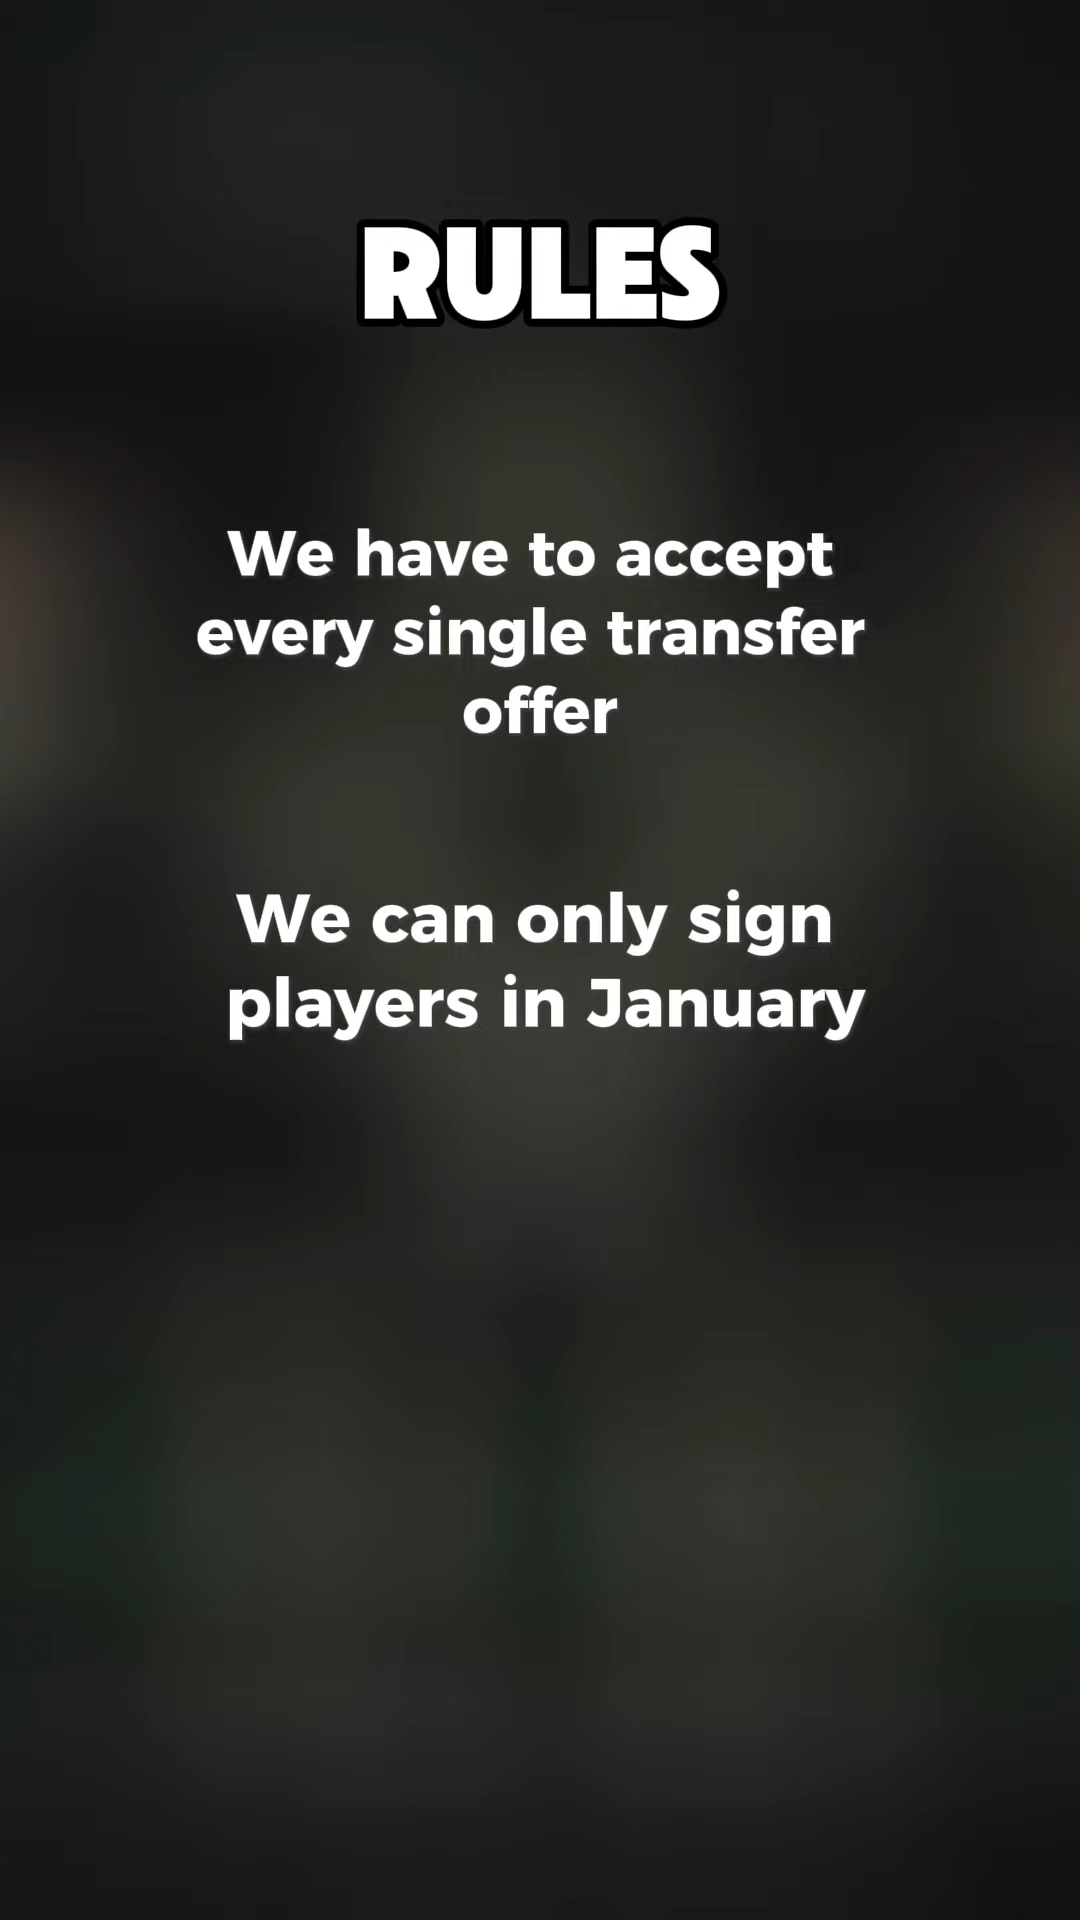 RULES
We have to accept
every single transfer
offer
We can only sign
players in January